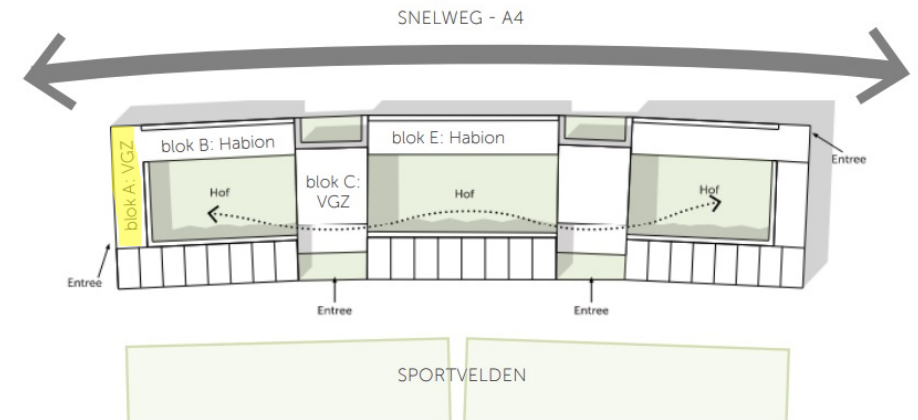 SNELWEG - A4
blok A: VGZ
blok B: Habion
blok E: Habion
Entree
blok C:
VGZ
Hof
Hof
Hof
Entree
Entree
Entree
SPORTVELDEN